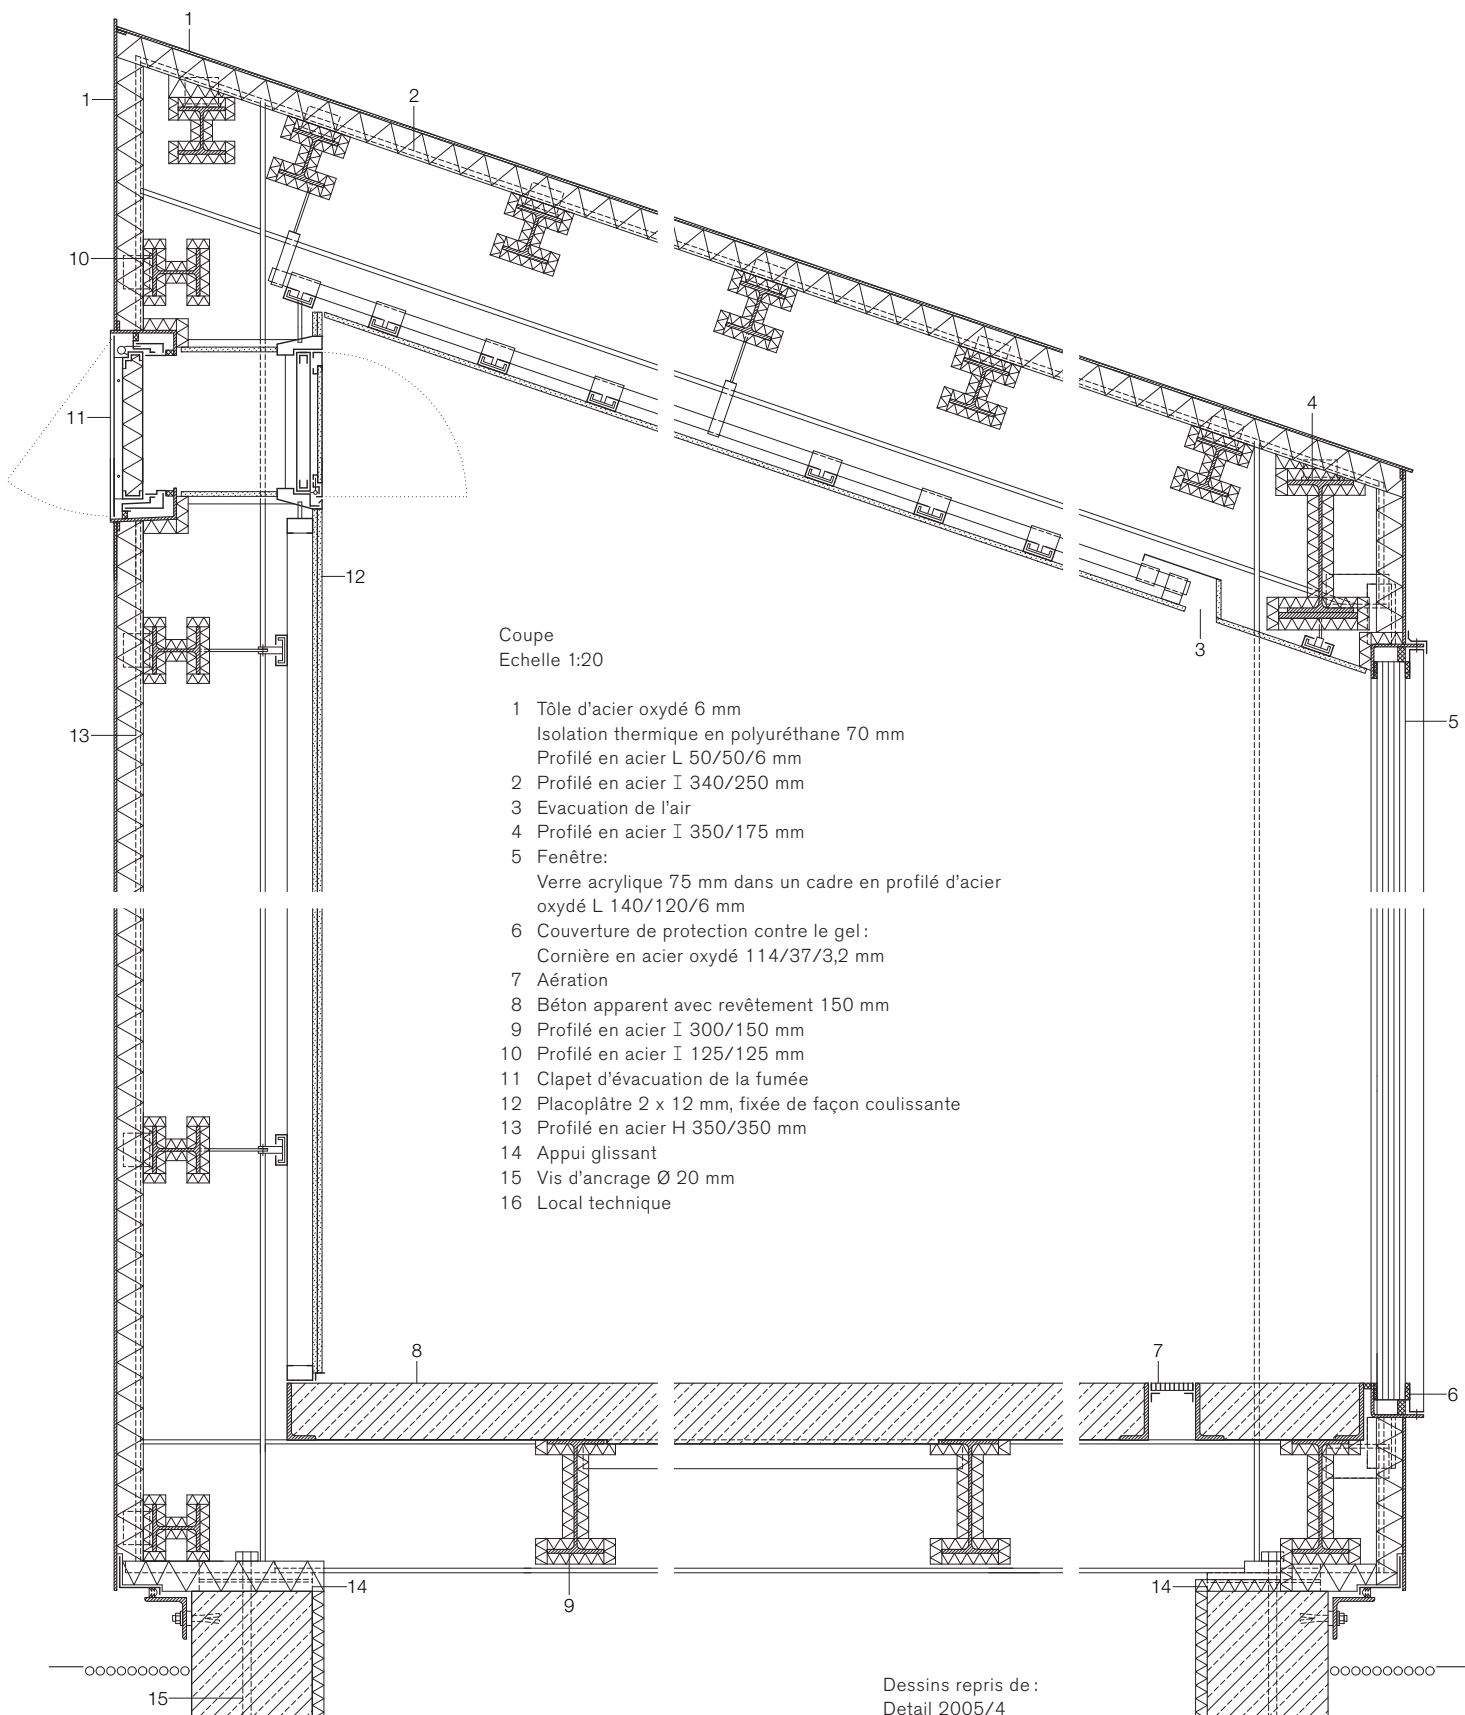 1
1
2
10
4
11
12
3
Coupe
Echelle 1:20
1 Tôle d'acier oxydé 6 mm
Isolation thermique en polyuréthane 70 mm
Profilé en acier L 50/50/6 mm
2 Profilé en acier I 340/250 mm
3 Evacuation de l'air
4 Profilé en acier I 350/175 mm
5 Fenêtre:
Verre acrylique 75 mm dans un cadre en profilé d'acier
oxydé L 140/120/6 mm
6 Couverture de protection contre le gel :
Cornière en acier oxydé 114/37/3,2 mm
7 Aération
8 Béton apparent avec revêtement 150 mm
9 Profilé en acier I 300/150 mm
10 Profilé en acier I 125/125 mm
11 Clapet d'évacuation de la fumée
12 Placoplâtre 2 x 12 mm, fixée de façon coulissante
13 Profilé en acier H 350/350 mm
14 Appui glissant
15 Vis d'ancrage Ø 20 mm
16 Local technique
13
5
8
7
6
14
9
14
15
Dessins repris de :
Detail 2005/4